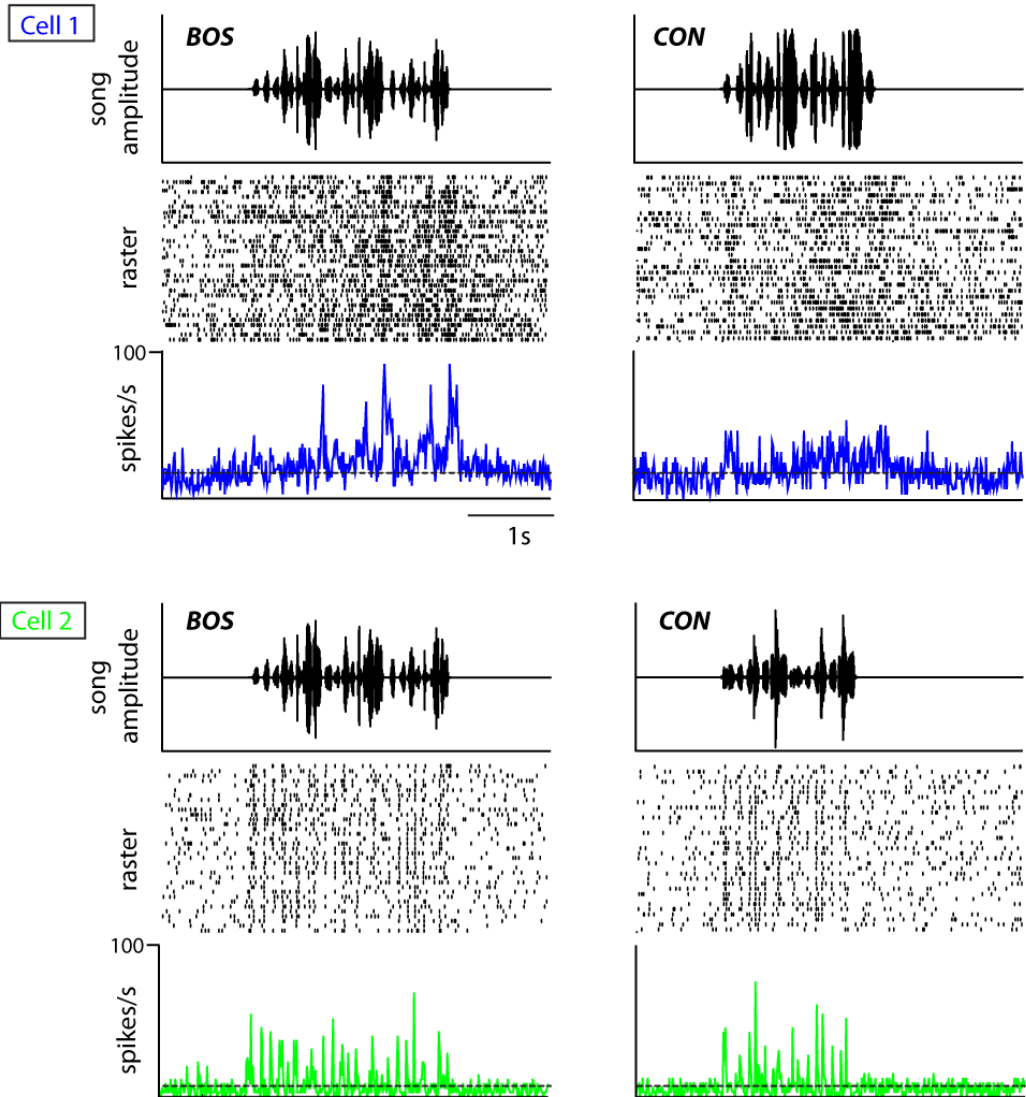 Cell 1
BOS
CON
song
amplitude
raster
100
spikes/s
1s
Cell 2
BOS
CON
song
amplitude
raster
100
spikes/s